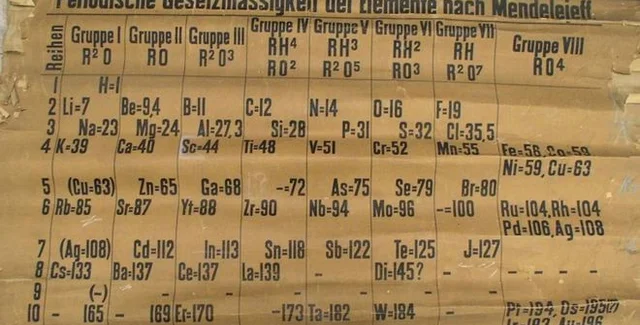 Periodische Gesetzmässigkeit der Elemente nach Mendelejeff.
Reihen Gruppe I Gruppe II Gruppe III Gruppe IV Gruppe V Gruppe VI Gruppe VII Gruppe VIII
RH⁴ RH³ RH² RH
R²O RO R²O³ RO² R²O⁵ RO³ R²O⁷ RO⁴
1 H=1
2 Li=7 Be=9,4 B=11 C=12 N=14 O=16 F=19
3 Na=23 Mg=24 Al=27,3 Si=28 P=31 S=32 Cl=35,5
4 K=39 Ca=40 Sc=44 Ti=48 V=51 Cr=52 Mn=55 Fe=56, Co=59
Ni=59, Cu=63
5 (Cu=63) Zn=65 Ga=68 -=72 As=75 Se=79 Br=80
6 Rb=85 Sr=87 Yt=88 Zr=90 Nb=94 Mo=96 -=100 Ru=104, Rh=104
Pd=106, Ag=108
7 (Ag=108) Cd=112 In=113 Sn=118 Sb=122 Te=125 J=127
8 Cs=133 Ba=137 Ce=137 La=139 - Di=145? - - - - -
9 (-) - - - - - -
10 - 165 - 169 Er=170 -173 Ta=182 W=184 - Pt=194, Os=195(?)